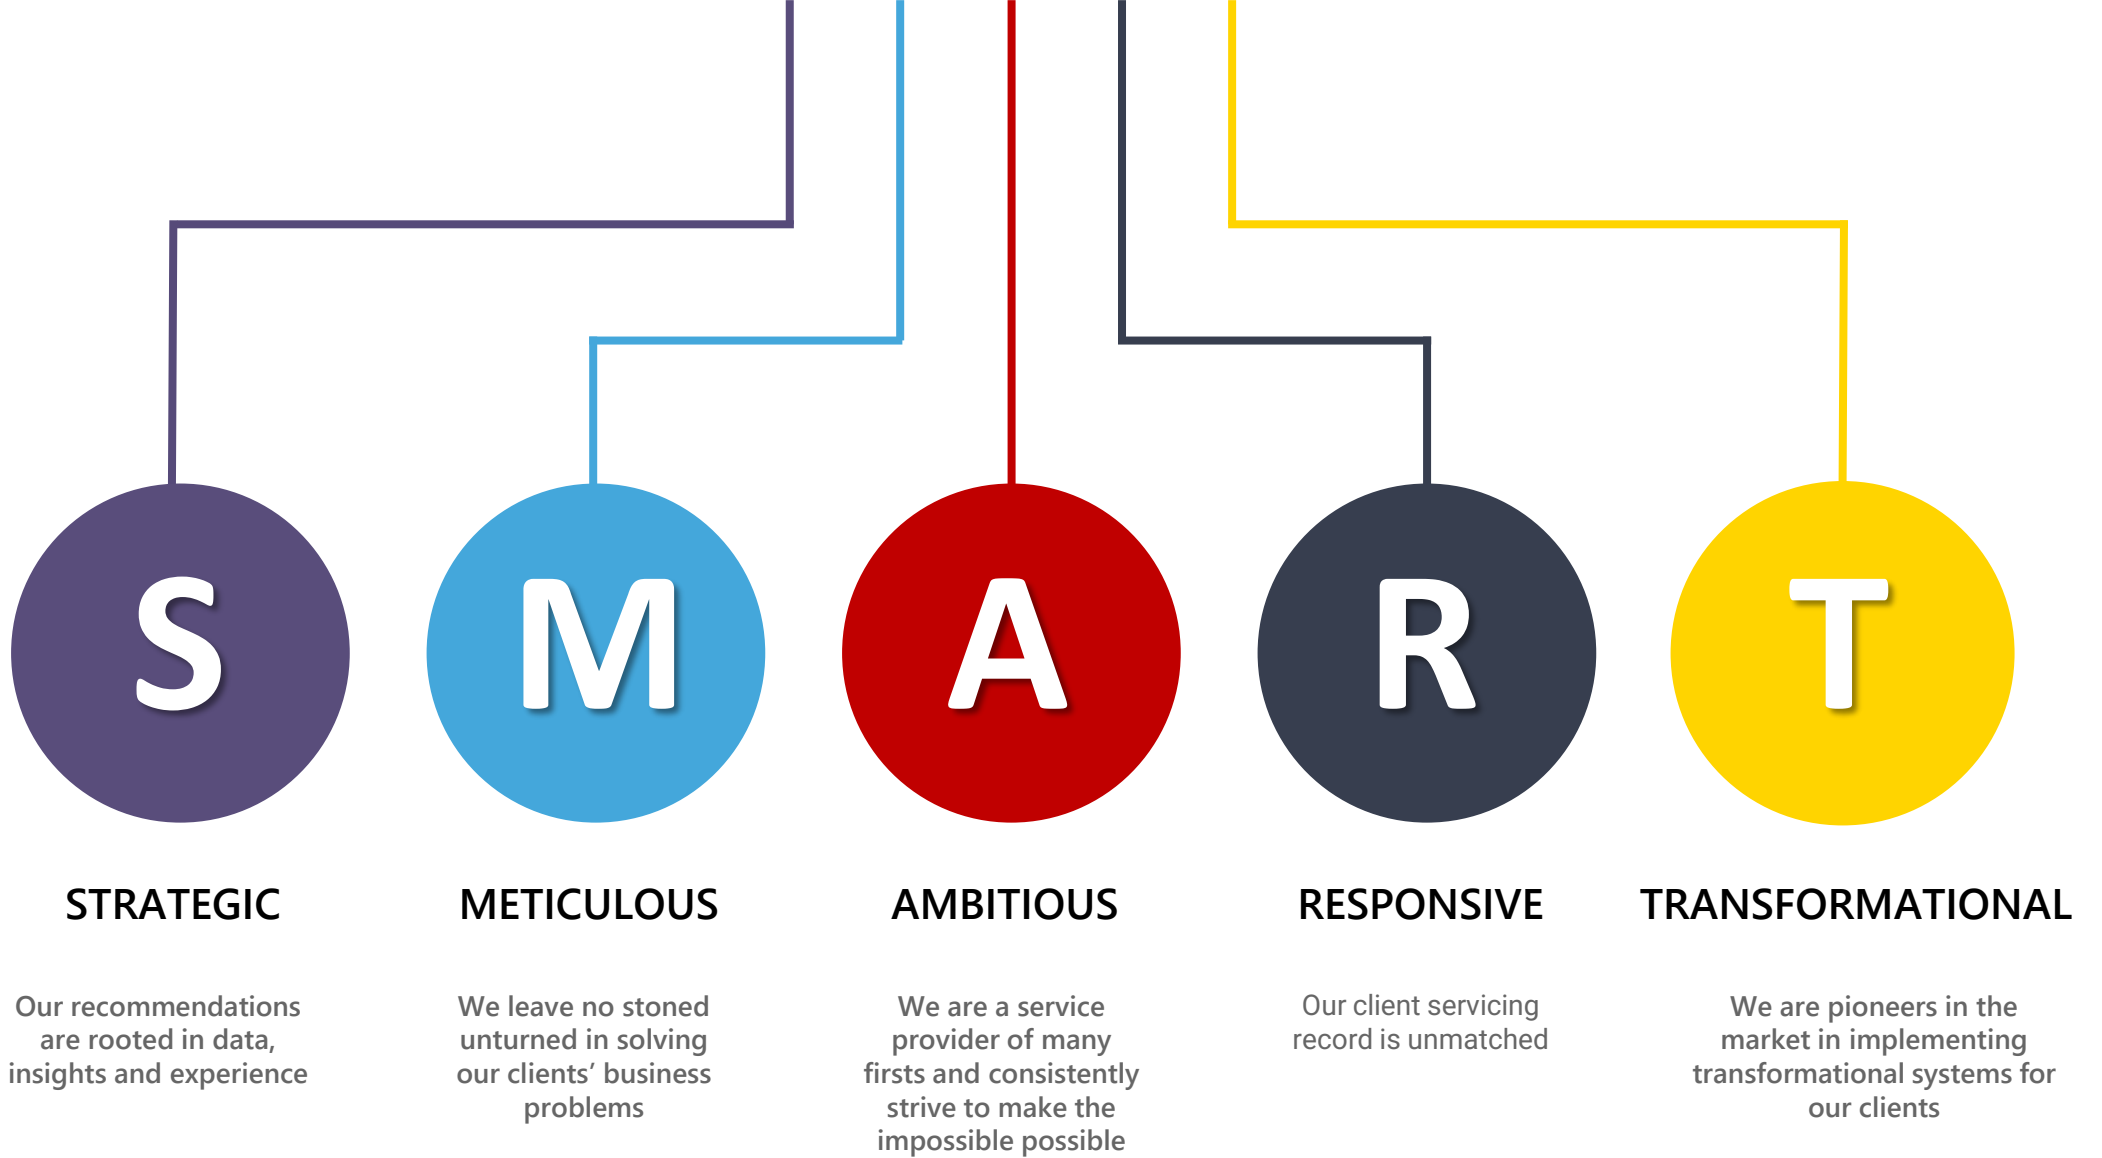 S
M
A
R
T
STRATEGIC
METICULOUS
AMBITIOUS
RESPONSIVE
TRANSFORMATIONAL
Our recommendations
are rooted in data,
insights and experience
We leave no stoned
unturned in solving
our clients’ business
problems
We are a service
provider of many
firsts and consistently
strive to make the
impossible possible
Our client servicing
record is unmatched
We are pioneers in the
market in implementing
transformational systems for
our clients